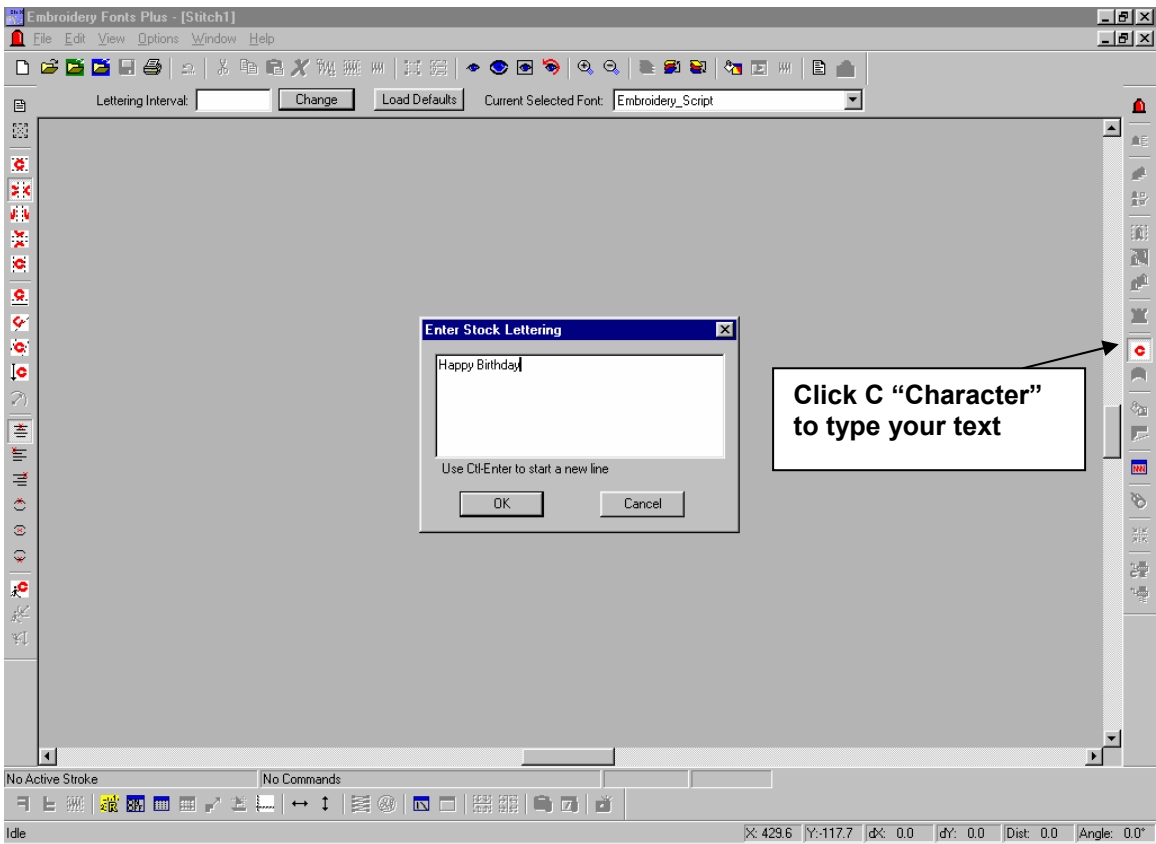 Embroidery Fonts Plus - [Stitch1]
File Edit View Options Window Help
Lettering Interval: Change Load Defaults Current Selected Font: Embroidery_Script
Enter Stock Lettering
Happy Birthday
Use Ctl-Enter to start a new line
OK Cancel
Click C “Character”
to type your text
No Active Stroke No Commands
Idle X: 429.6 Y:-117.7 dX: 0.0 dY: 0.0 Dist: 0.0 Angle: 0.0°